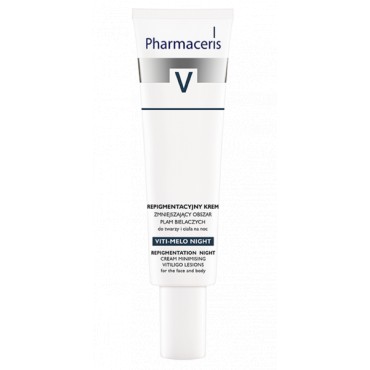 Pharmaceris
V
REPIGMENTACYJNY KREM
ZMNIEJSZAJĄCY OBSZAR
PLAM BIELACZYCH
do twarzy i ciała na noc
VITI-MELO NIGHT
REPIGMENTATION NIGHT
CREAM MINIMISING
VITILIGO LESIONS
for the face and body